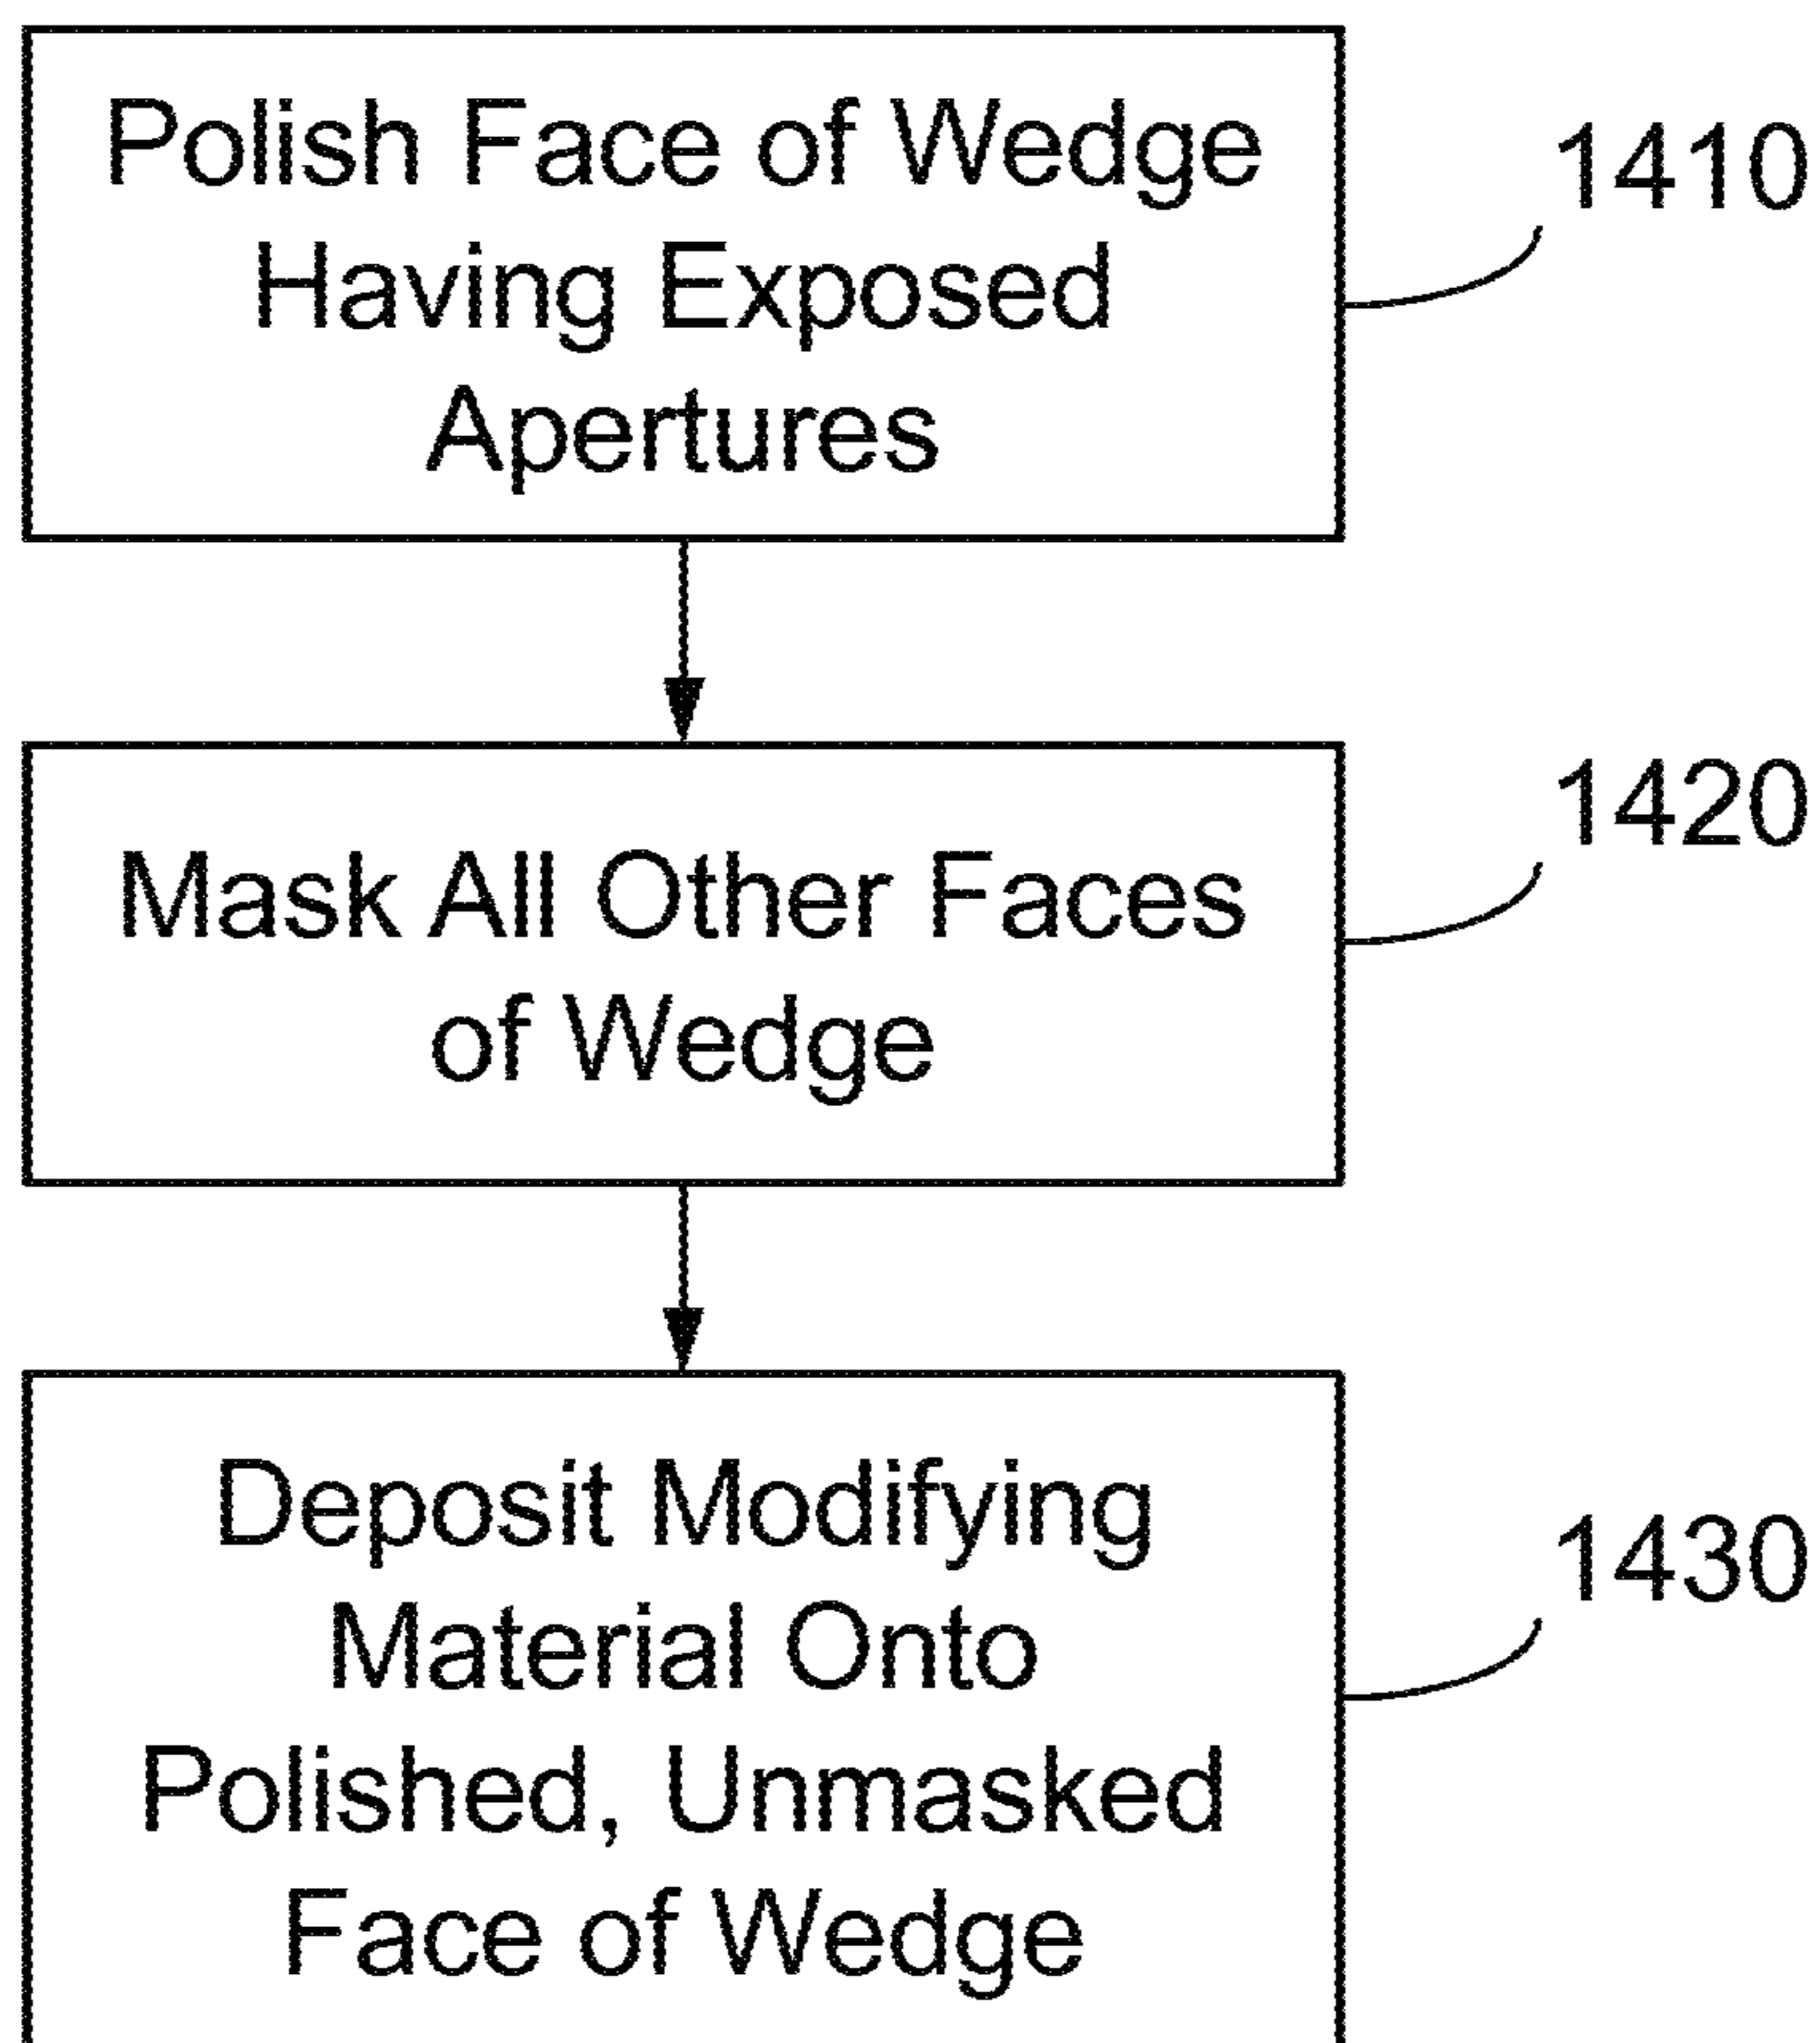 Polish Face of Wedge
Having Exposed
Apertures
1410
Mask All Other Faces
of Wedge
1420
Deposit Modifying
Material Onto
Polished, Unmasked
Face of Wedge
1430